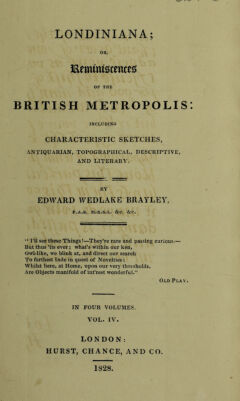 LONDINIANA;
OR,
Reminiscences
OF THE
BRITISH METROPOLIS:
INCLUDING
CHARACTERISTIC SKETCHES,
ANTIQUARIAN, TOPOGRAPHICAL, DESCRIPTIVE,
AND LITERARY.
BY
EDWARD WEDLAKE BRAYLEY,
F.S.A., M.R.S.L. &c. &c.
"I'll see these Things!—They're rare and passing curious.—
But thus 'tis ever; what's within our ken,
Owl-like, we blink at, and direct our search
To furthest Inde in quest of Novelties:
Whilst here, at Home, upon our very thresholds,
Are Objects manifold of farmost wonderful."
OLD PLAY.
IN FOUR VOLUMES.
VOL. IV.
LONDON:
HURST, CHANCE, AND CO.
1828.